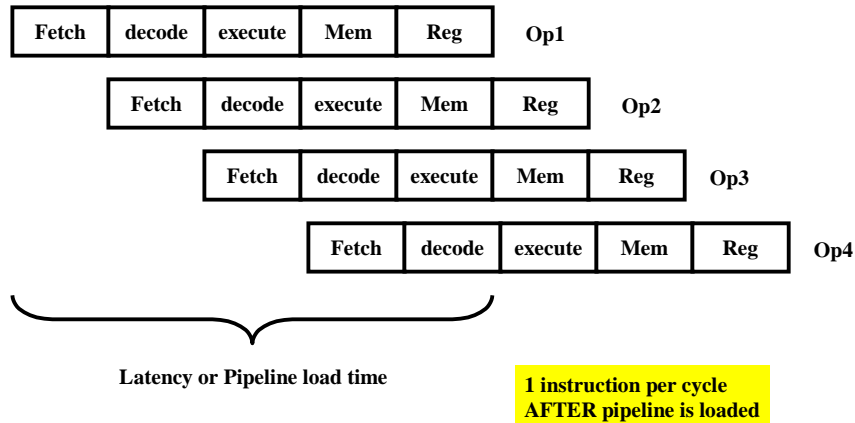 Fetch decode execute Mem Reg Op1
Fetch decode execute Mem Reg Op2
Fetch decode execute Mem Reg Op3
Fetch decode execute Mem Reg Op4
Latency or Pipeline load time
1 instruction per cycle
AFTER pipeline is loaded